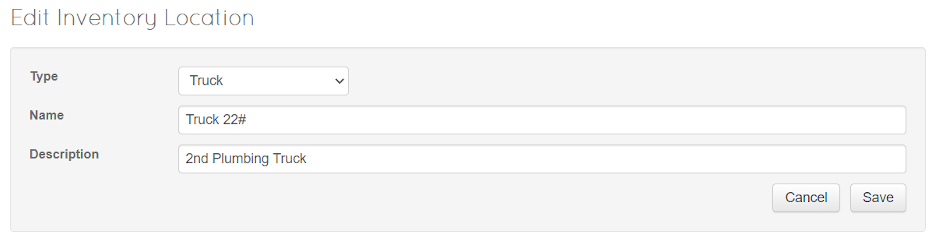 Edit Inventory Location
Type
Truck
Name
Truck 22#
Description
2nd Plumbing Truck
Cancel Save